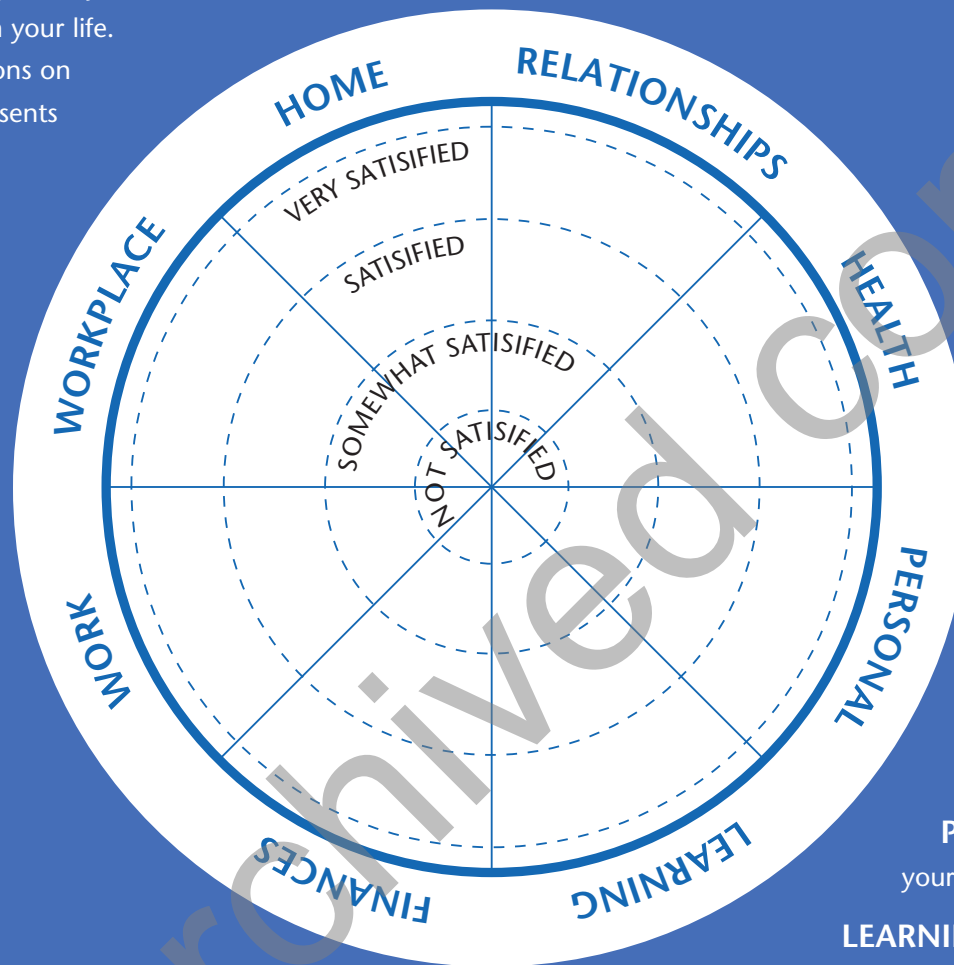 your life.
ons on
sents
HOME
RELATIONSHIPS
HEALTH
PERSONAL
LEARNING
FINANCES
WORK
WORKPLACE
VERY SATISIFIED
SATISIFIED
SOMEWHAT SATISIFIED
NOT SATISIFIED
rchived co
P
your
LEARNI